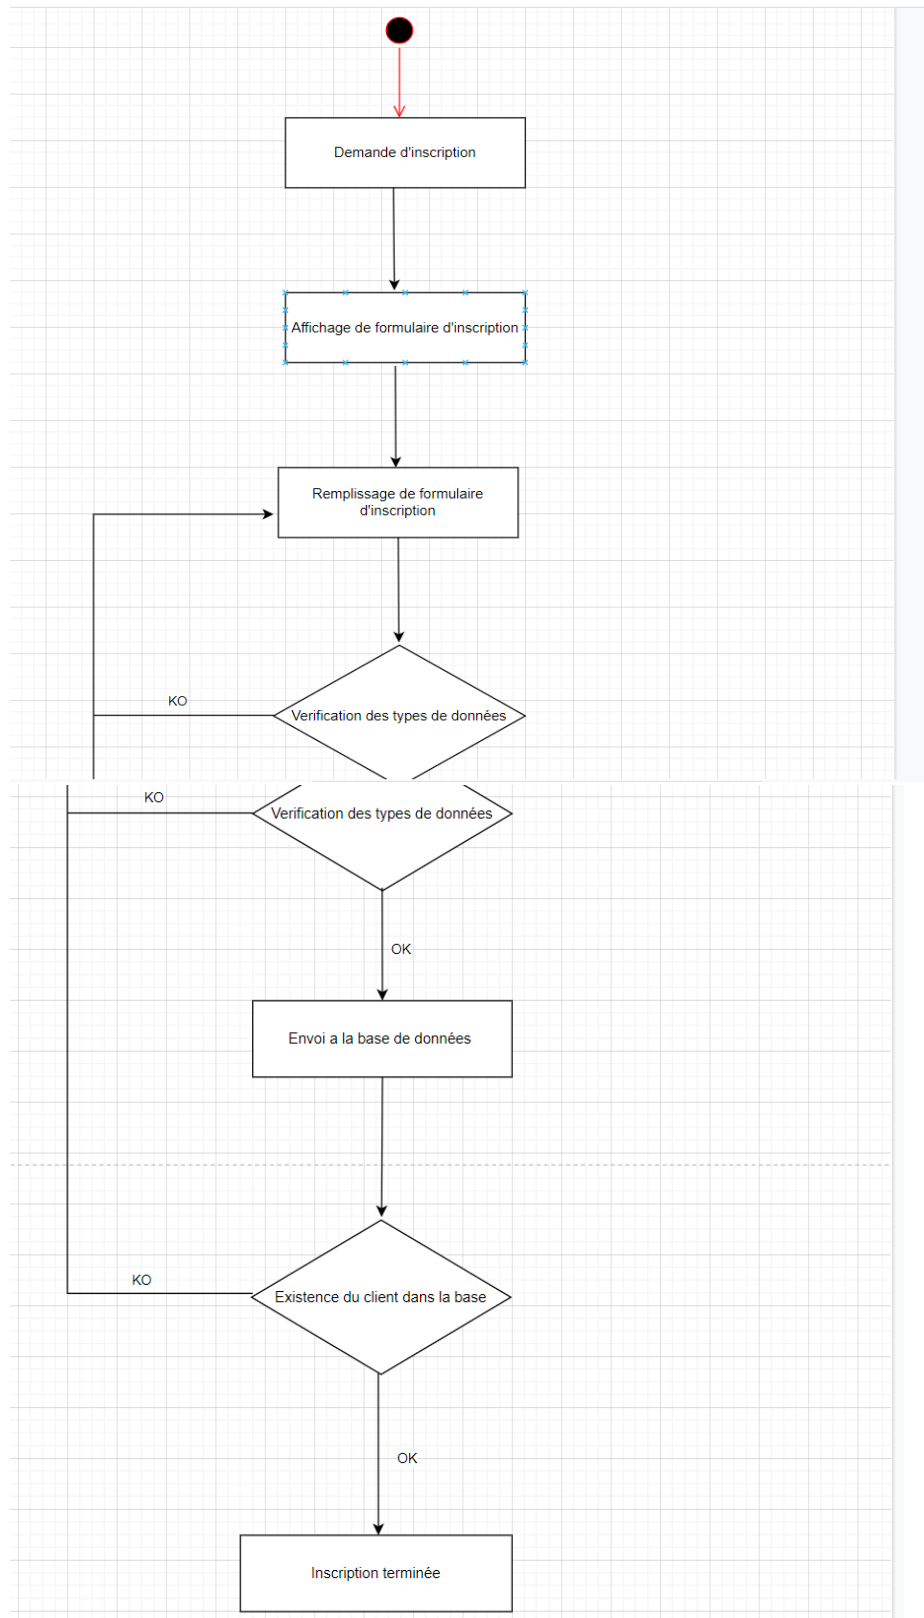 Demande d'inscription
Affichage de formulaire d'inscription
Remplissage de formulaire
d'inscription
KO
Verification des types de données
KO
Verification des types de données
OK
Envoi a la base de données
KO
Existence du client dans la base
OK
Inscription terminée